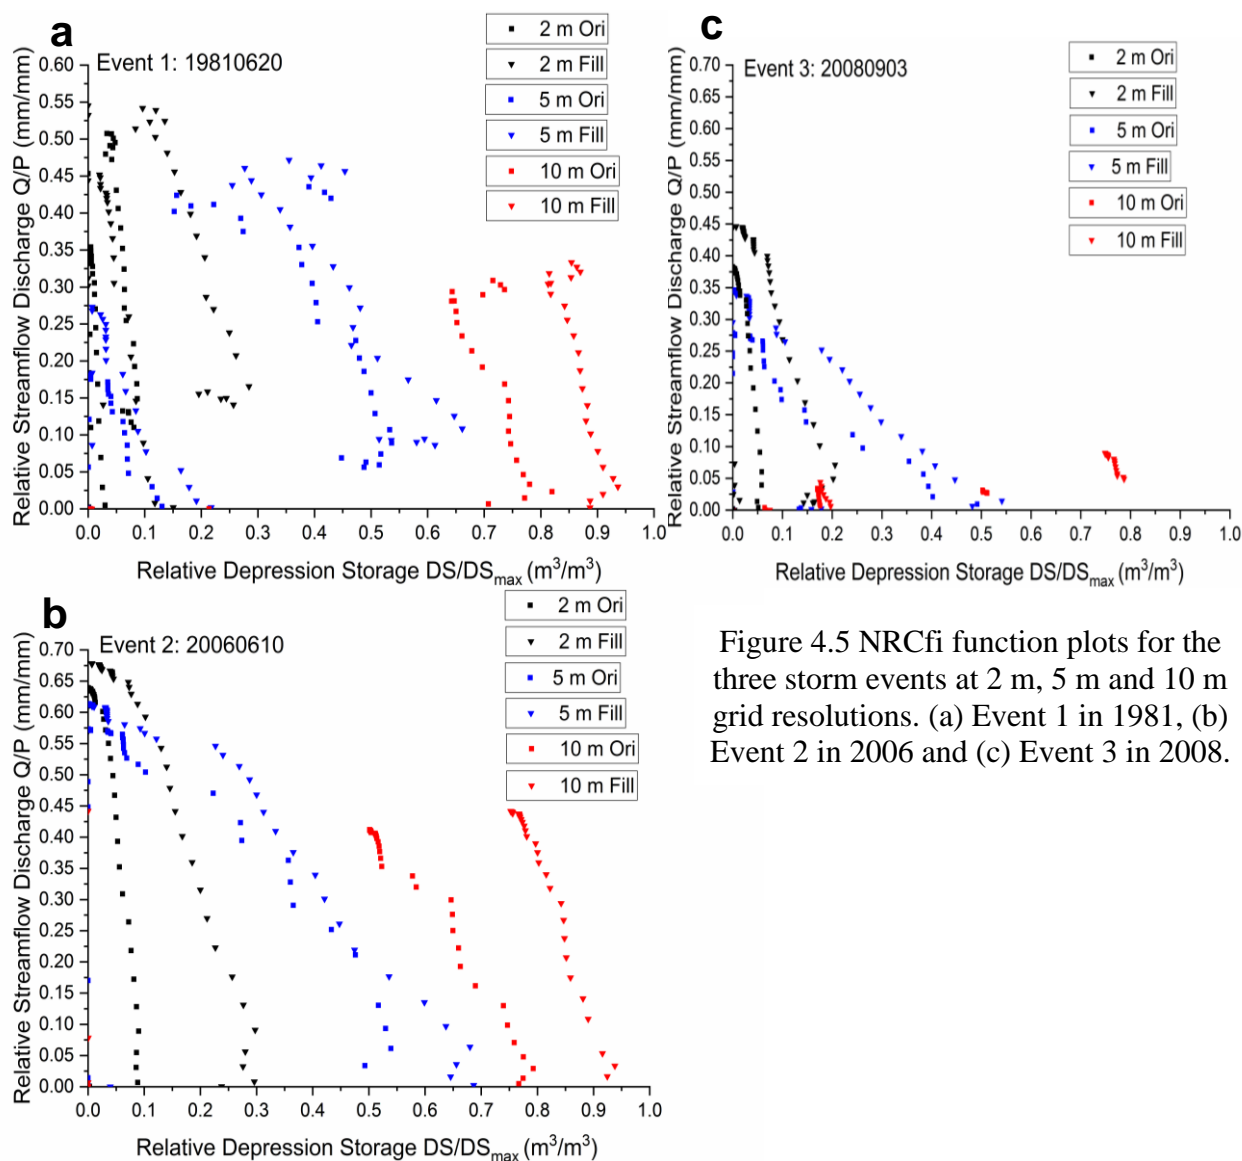 a
Event 1: 19810620
2 m Ori
2 m Fill
5 m Ori
5 m Fill
10 m Ori
10 m Fill
Relative Streamflow Discharge Q/P (mm/mm)
0.60
0.55
0.50
0.45
0.40
0.35
0.30
0.25
0.20
0.15
0.10
0.05
0.00
0.0 0.1 0.2 0.3 0.4 0.5 0.6 0.7 0.8 0.9 1.0
Relative Depression Storage DS/DSmax (m³/m³)
c
Event 3: 20080903
2 m Ori
2 m Fill
5 m Ori
5 m Fill
10 m Ori
10 m Fill
Relative Streamflow Discharge Q/P (mm/mm)
0.70
0.65
0.60
0.55
0.50
0.45
0.40
0.35
0.30
0.25
0.20
0.15
0.10
0.05
0.00
0.0 0.1 0.2 0.3 0.4 0.5 0.6 0.7 0.8 0.9 1.0
Relative Depression Storage DS/DSmax (m³/m³)
b
Event 2: 20060610
2 m Ori
2 m Fill
5 m Ori
5 m Fill
10 m Ori
10 m Fill
Relative Streamflow Discharge Q/P (mm/mm)
0.70
0.65
0.60
0.55
0.50
0.45
0.40
0.35
0.30
0.25
0.20
0.15
0.10
0.05
0.00
0.0 0.1 0.2 0.3 0.4 0.5 0.6 0.7 0.8 0.9 1.0
Relative Depression Storage DS/DSmax (m³/m³)
Figure 4.5 NRCfi function plots for the
three storm events at 2 m, 5 m and 10 m
grid resolutions. (a) Event 1 in 1981, (b)
Event 2 in 2006 and (c) Event 3 in 2008.